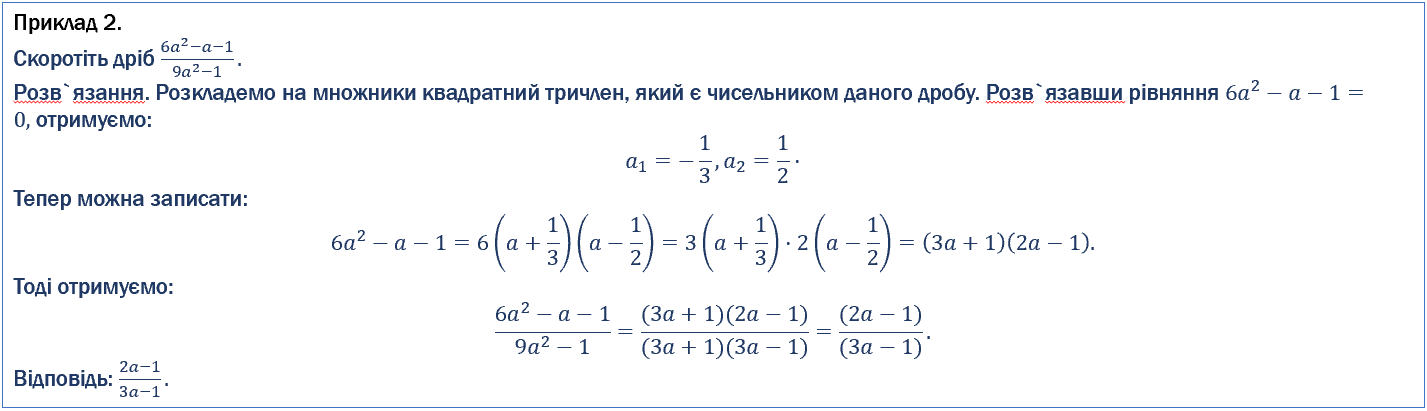 Приклад 2.
Скоротіть дріб $\frac{6a^2-a-1}{9a^2-1}$.
Розв`язання. Розкладемо на множники квадратний тричлен, який є чисельником даного дробу. Розв`язавши рівняння $6a^2 - a - 1 =$
$0$, отримуємо:
$a_1 = -\frac{1}{3}, a_2 = \frac{1}{2} \cdot$
Тепер можна записати:
$6a^2 - a - 1 = 6\left(a + \frac{1}{3}\right)\left(a - \frac{1}{2}\right) = 3\left(a + \frac{1}{3}\right) \cdot 2\left(a - \frac{1}{2}\right) = (3a + 1)(2a - 1).$
Тоді отримуємо:
$\frac{6a^2 - a - 1}{9a^2 - 1} = \frac{(3a + 1)(2a - 1)}{(3a + 1)(3a - 1)} = \frac{(2a - 1)}{(3a - 1)}.$
Відповідь: $\frac{2a-1}{3a-1}$.